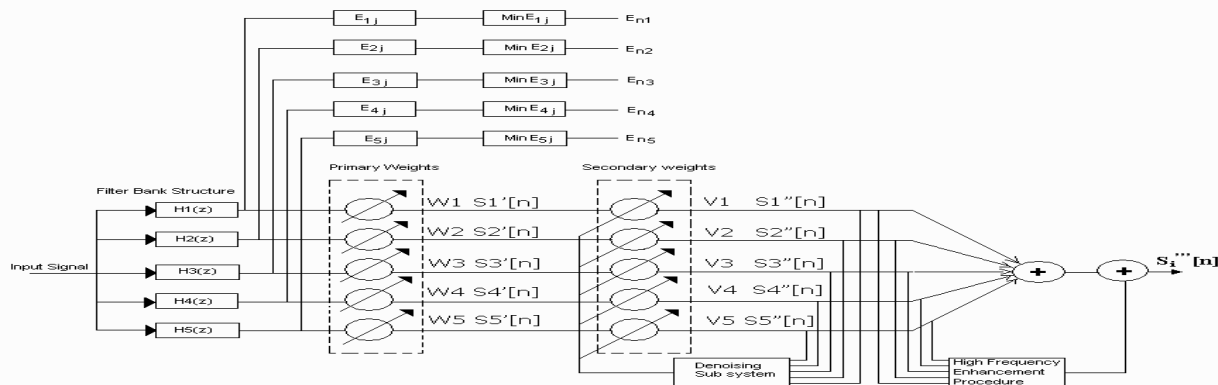 E1j MinE1j En1
E2j Min E2j En2
E3j Min E3j En3
E4j Min E4j En4
E5j Min E5j En5
Primary Weights Secondary weights
Filter Bank Structure
H1(z) W1 S1'[n] V1 S1"[n]
H2(z) W2 S2'[n] V2 S2"[n]
Input Signal H3(z) W3 S3'[n] V3 S3"[n] + + Si'''[n]
H4(z) W4 S4'[n] V4 S4"[n]
H5(z) W5 S5'[n] V5 S5"[n]
Denoising
Sub system
High Frequency
Enhancement
Procedure